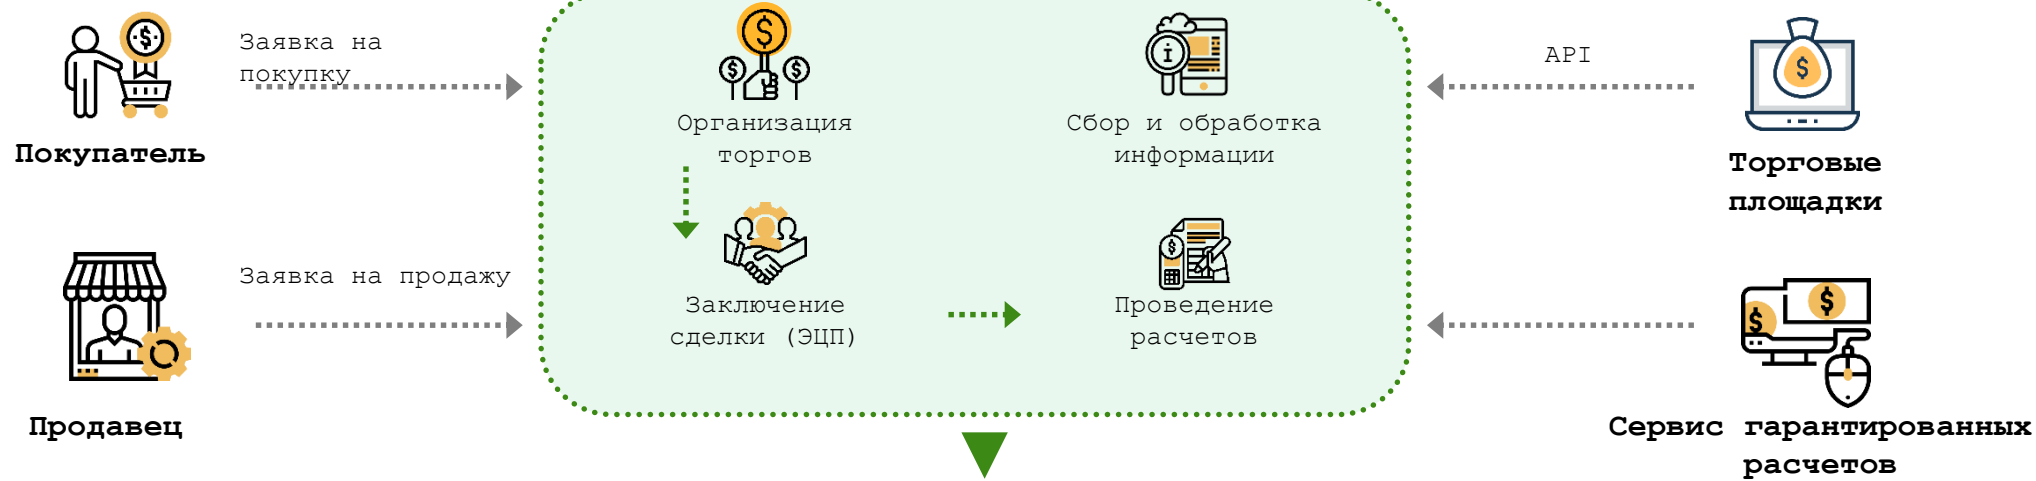 Заявка на
покупку
Покупатель
Организация
торгов
Сбор и обработка
информации
API
Торговые
площадки
Заявка на продажу
Продавец
Заключение
сделки (ЭЦП)
Проведение
расчетов
Сервис гарантированных
расчетов